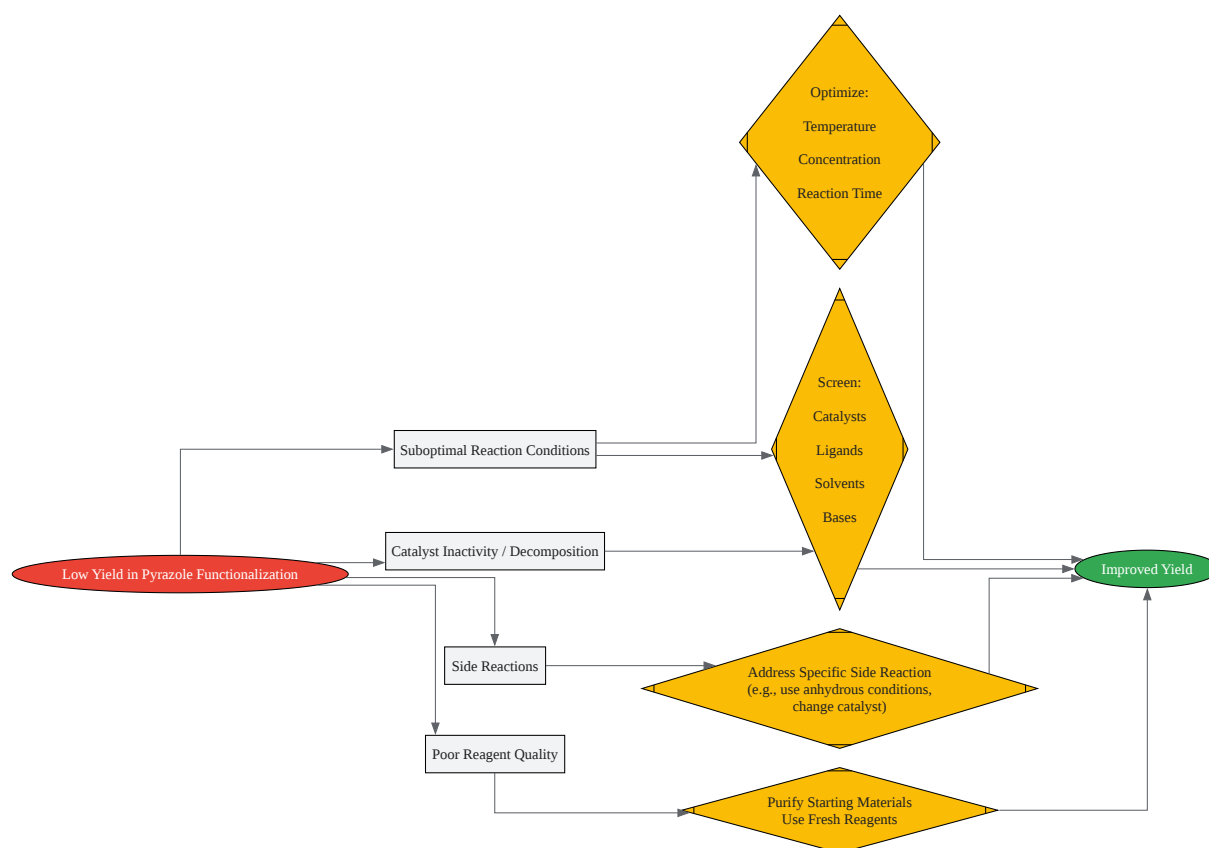 Optimize:
Temperature
Concentration
Reaction Time
Screen:
Catalysts
Ligands
Solvents
Bases
Suboptimal Reaction Conditions
Catalyst Inactivity / Decomposition
Low Yield in Pyrazole Functionalization
Improved Yield
Side Reactions
Address Specific Side Reaction
(e.g., use anhydrous conditions,
change catalyst)
Poor Reagent Quality
Purify Starting Materials
Use Fresh Reagents